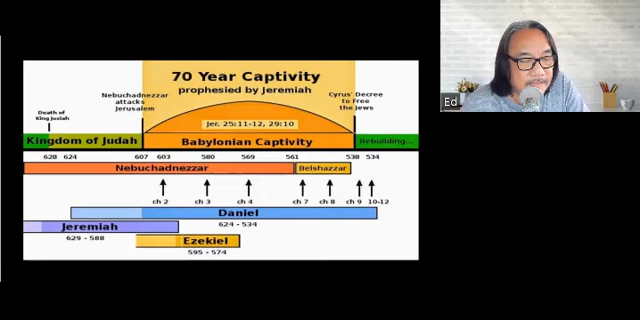 70 Year Captivity
prophesied by Jeremiah
Nebuchadnezzar
attacks
Jerusalem
Cyrus' Decree
to Free
the Jews
Death of
King Josiah
Jer. 25:11-12, 29:10
Kingdom of Judah
Babylonian Captivity
Rebuilding...
628 624 607 603 580 569 561 538 534
Nebuchadnezzar
Belshazzar
ch 2 ch 3 ch 4 ch 7 ch 8 ch 9 10-12
Daniel
624 - 534
Jeremiah
629 - 588
Ezekiel
595 - 574
Ed